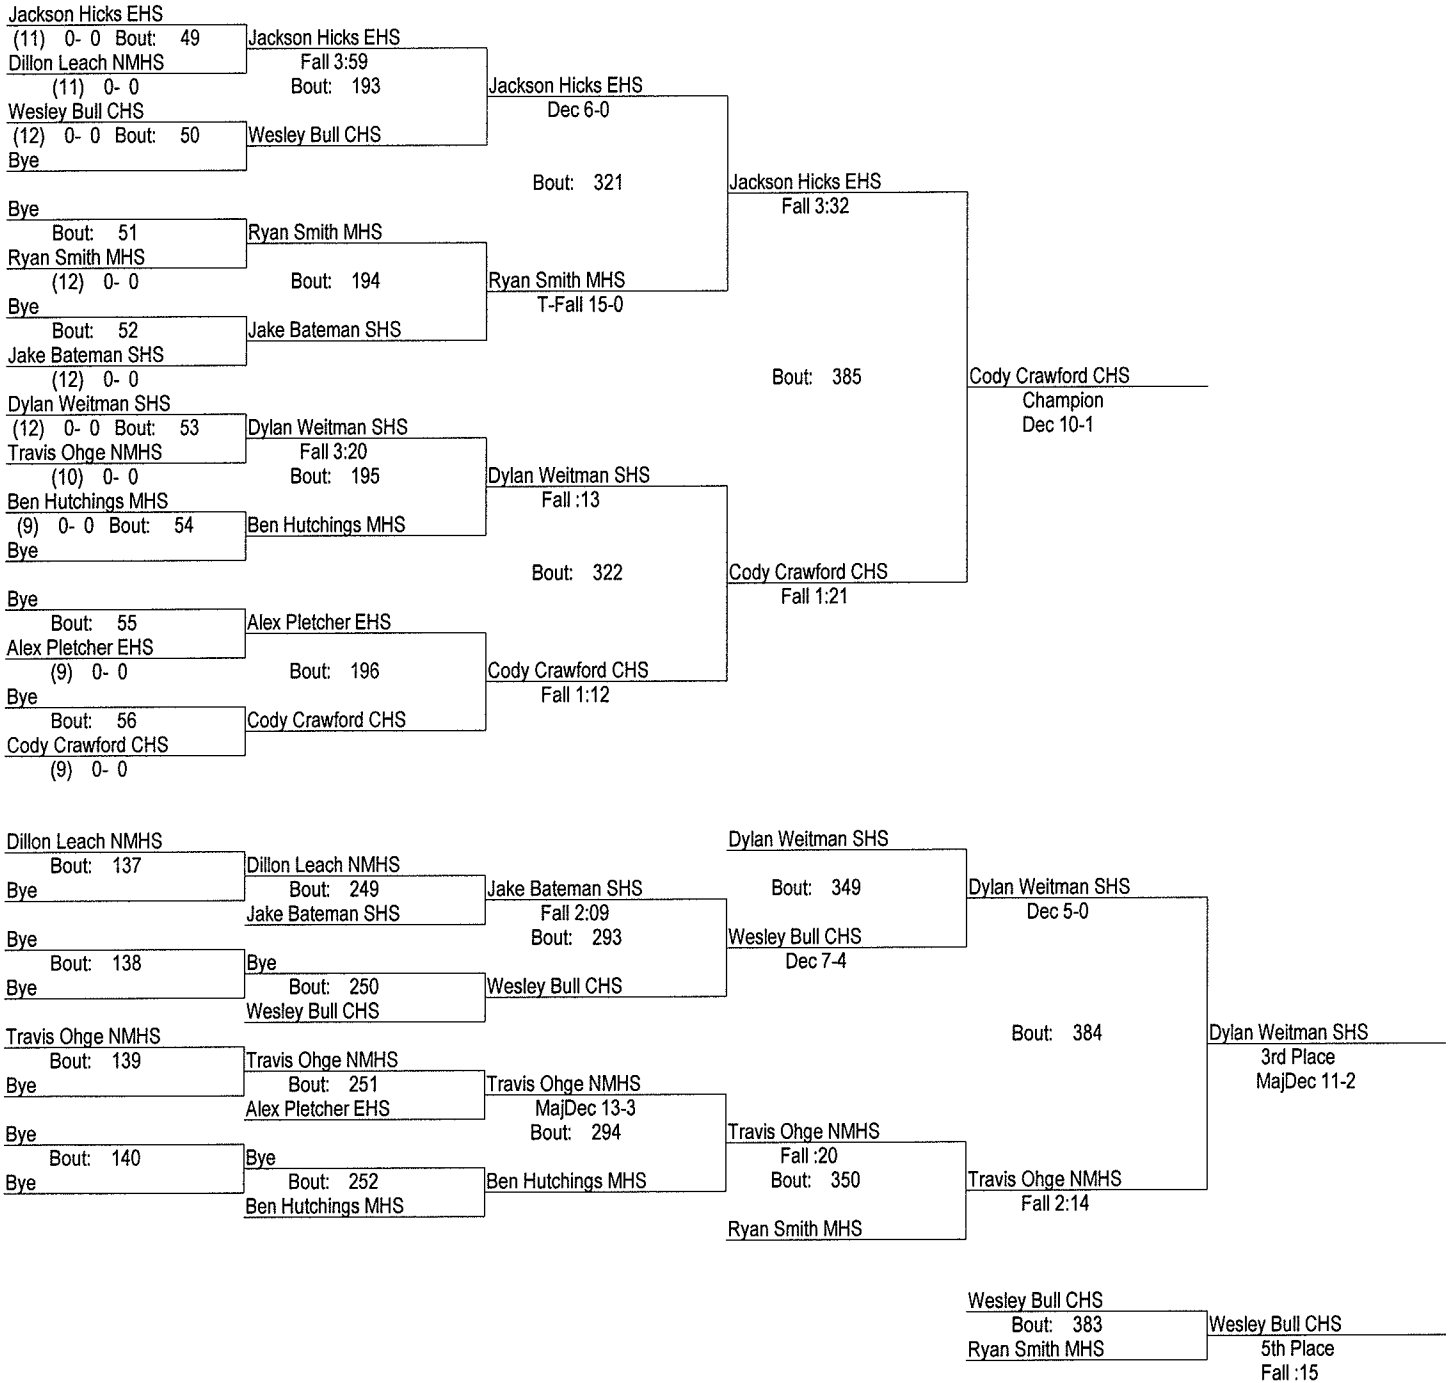 Jackson Hicks EHS
(11) 0- 0 Bout: 49
Dillon Leach NMHS
(11) 0- 0
Wesley Bull CHS
(12) 0- 0 Bout: 50
Bye
Bye
Bout: 51
Ryan Smith MHS
(12) 0- 0
Bye
Bout: 52
Jake Bateman SHS
(12) 0- 0
Dylan Weitman SHS
(12) 0- 0 Bout: 53
Travis Ohge NMHS
(10) 0- 0
Ben Hutchings MHS
(9) 0- 0 Bout: 54
Bye
Bye
Bout: 55
Alex Pletcher EHS
(9) 0- 0
Bye
Bout: 56
Cody Crawford CHS
(9) 0- 0
Jackson Hicks EHS
Fall 3:59
Bout: 193
Wesley Bull CHS
Ryan Smith MHS
Bout: 194
Jake Bateman SHS
Dylan Weitman SHS
Fall 3:20
Bout: 195
Ben Hutchings MHS
Alex Pletcher EHS
Bout: 196
Cody Crawford CHS
Jackson Hicks EHS
Dec 6-0
Bout: 321
Ryan Smith MHS
T-Fall 15-0
Dylan Weitman SHS
Fall :13
Bout: 322
Cody Crawford CHS
Fall 1:12
Jackson Hicks EHS
Fall 3:32
Bout: 385
Cody Crawford CHS
Fall 1:21
Cody Crawford CHS
Champion
Dec 10-1
Dillon Leach NMHS
Bout: 137
Bye
Bye
Bout: 138
Bye
Travis Ohge NMHS
Bout: 139
Bye
Bye
Bout: 140
Bye
Dillon Leach NMHS
Bout: 249
Jake Bateman SHS
Bye
Bout: 250
Wesley Bull CHS
Travis Ohge NMHS
Bout: 251
Alex Pletcher EHS
Bye
Bout: 252
Ben Hutchings MHS
Jake Bateman SHS
Fall 2:09
Bout: 293
Wesley Bull CHS
Travis Ohge NMHS
MajDec 13-3
Bout: 294
Ben Hutchings MHS
Dylan Weitman SHS
Bout: 349
Wesley Bull CHS
Dec 7-4
Travis Ohge NMHS
Fall :20
Bout: 350
Ryan Smith MHS
Dylan Weitman SHS
Dec 5-0
Bout: 384
Travis Ohge NMHS
Fall 2:14
Dylan Weitman SHS
3rd Place
MajDec 11-2
Wesley Bull CHS
Bout: 383
Ryan Smith MHS
Wesley Bull CHS
5th Place
Fall :15